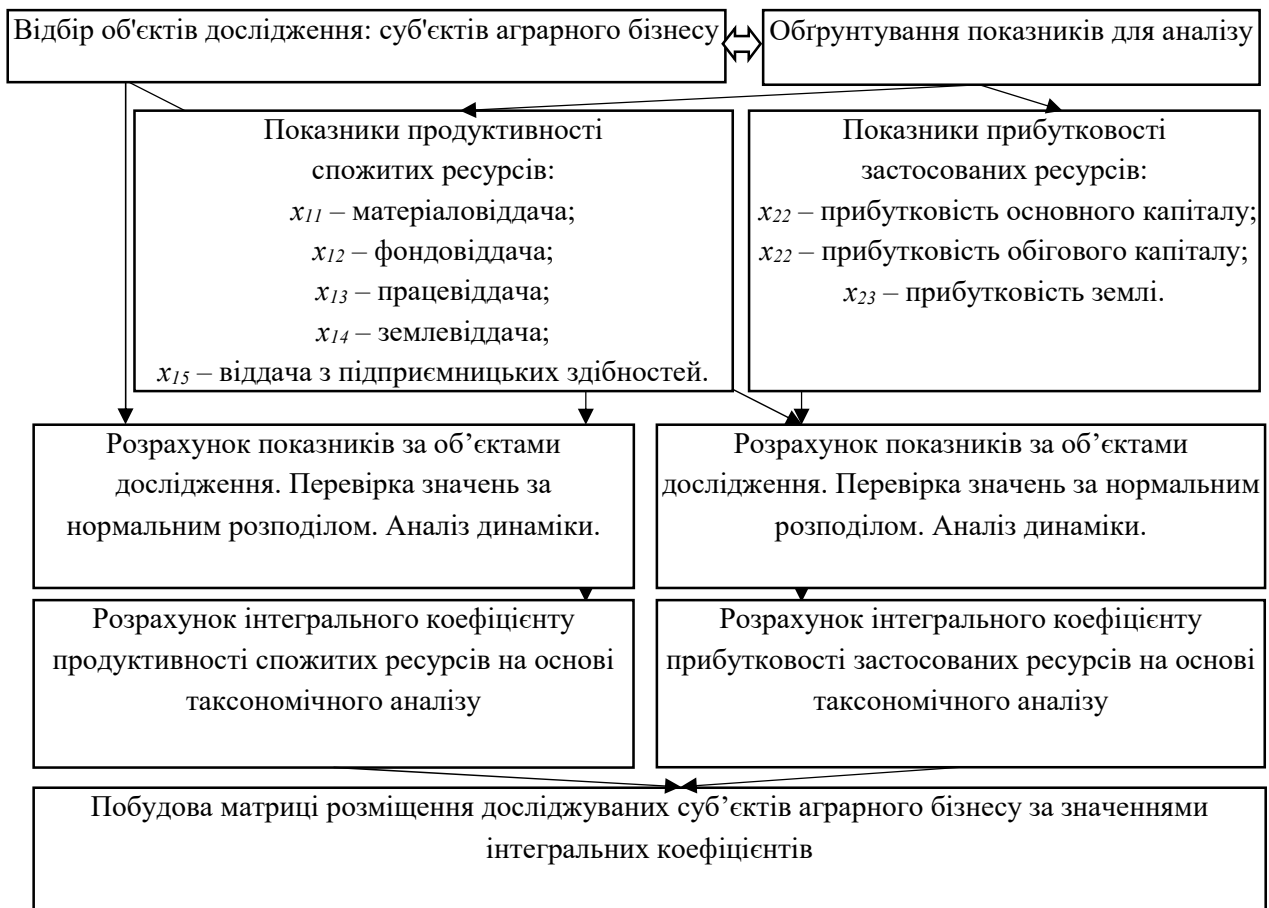 Відбір об'єктів дослідження: суб'єктів аграрного бізнесу
Обґрунтування показників для аналізу
Показники продуктивності
спожитих ресурсів:
x11 – матеріаловіддача;
x12 – фондовіддача;
x13 – працевіддача;
x14 – землевіддача;
x15 – віддача з підприємницьких здібностей.
Показники прибутковості
застосованих ресурсів:
x22 – прибутковість основного капіталу;
x22 – прибутковість обігового капіталу;
x23 – прибутковість землі.
Розрахунок показників за об’єктами
дослідження. Перевірка значень за
нормальним розподілом. Аналіз динаміки.
Розрахунок показників за об’єктами
дослідження. Перевірка значень за нормальним
розподілом. Аналіз динаміки.
Розрахунок інтегрального коефіцієнту
продуктивності спожитих ресурсів на основі
таксономічного аналізу
Розрахунок інтегрального коефіцієнту
прибутковості застосованих ресурсів на основі
таксономічного аналізу
Побудова матриці розміщення досліджуваних суб’єктів аграрного бізнесу за значеннями
інтегральних коефіцієнтів